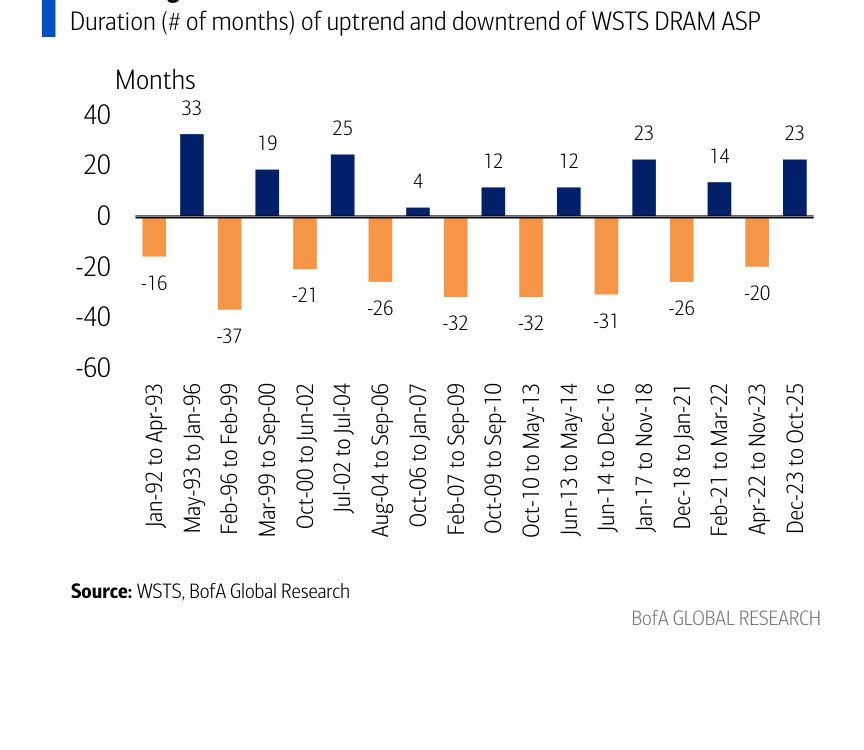 Duration (# of months) of uptrend and downtrend of WSTS DRAM ASP
Months
40
20
0
-20
-40
-60
-16
33
-37
19
-21
25
-26
4
-32
12
-32
12
-31
23
-26
14
-20
23
Jan-92 to Apr-93
May-93 to Jan-96
Feb-96 to Feb-99
Mar-99 to Sep-00
Oct-00 to Jun-02
Jul-02 to Jul-04
Aug-04 to Sep-06
Oct-06 to Jan-07
Feb-07 to Sep-09
Oct-09 to Sep-10
Oct-10 to May-13
Jun-13 to May-14
Jun-14 to Dec-16
Jan-17 to Nov-18
Dec-18 to Jan-21
Feb-21 to Mar-22
Apr-22 to Nov-23
Dec-23 to Oct-25
Source: WSTS, BofA Global Research
BofA GLOBAL RESEARCH